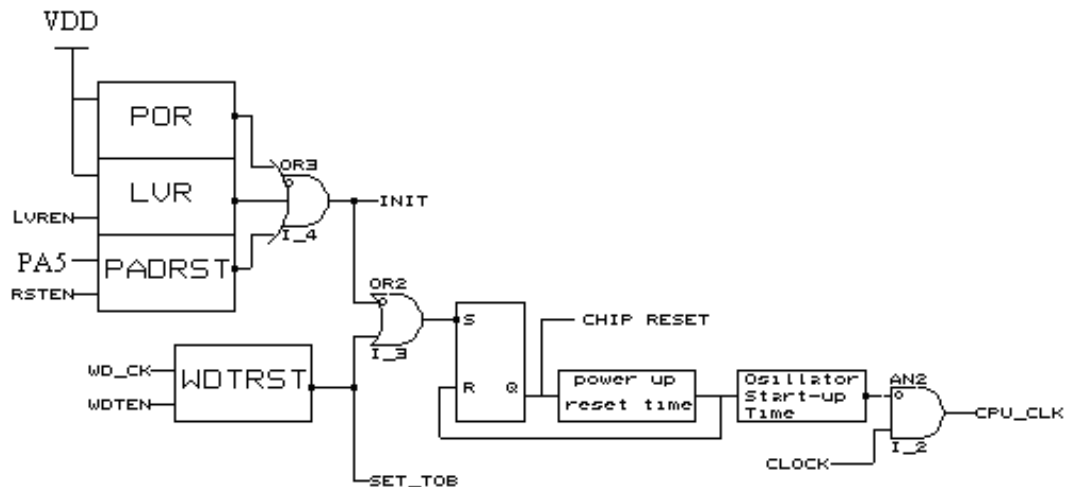 VDD
POR
OR3
LVR
INIT
LVREN
I_4
PA5
PADRST
RSTEN
OR2
S
CHIP RESET
I_3
WD_CK
WDTRST
WDTEN
R
Q
power up
reset time
Osillator
Start-up
Time
AN2
CPU_CLK
I_2
CLOCK
SET_TOB